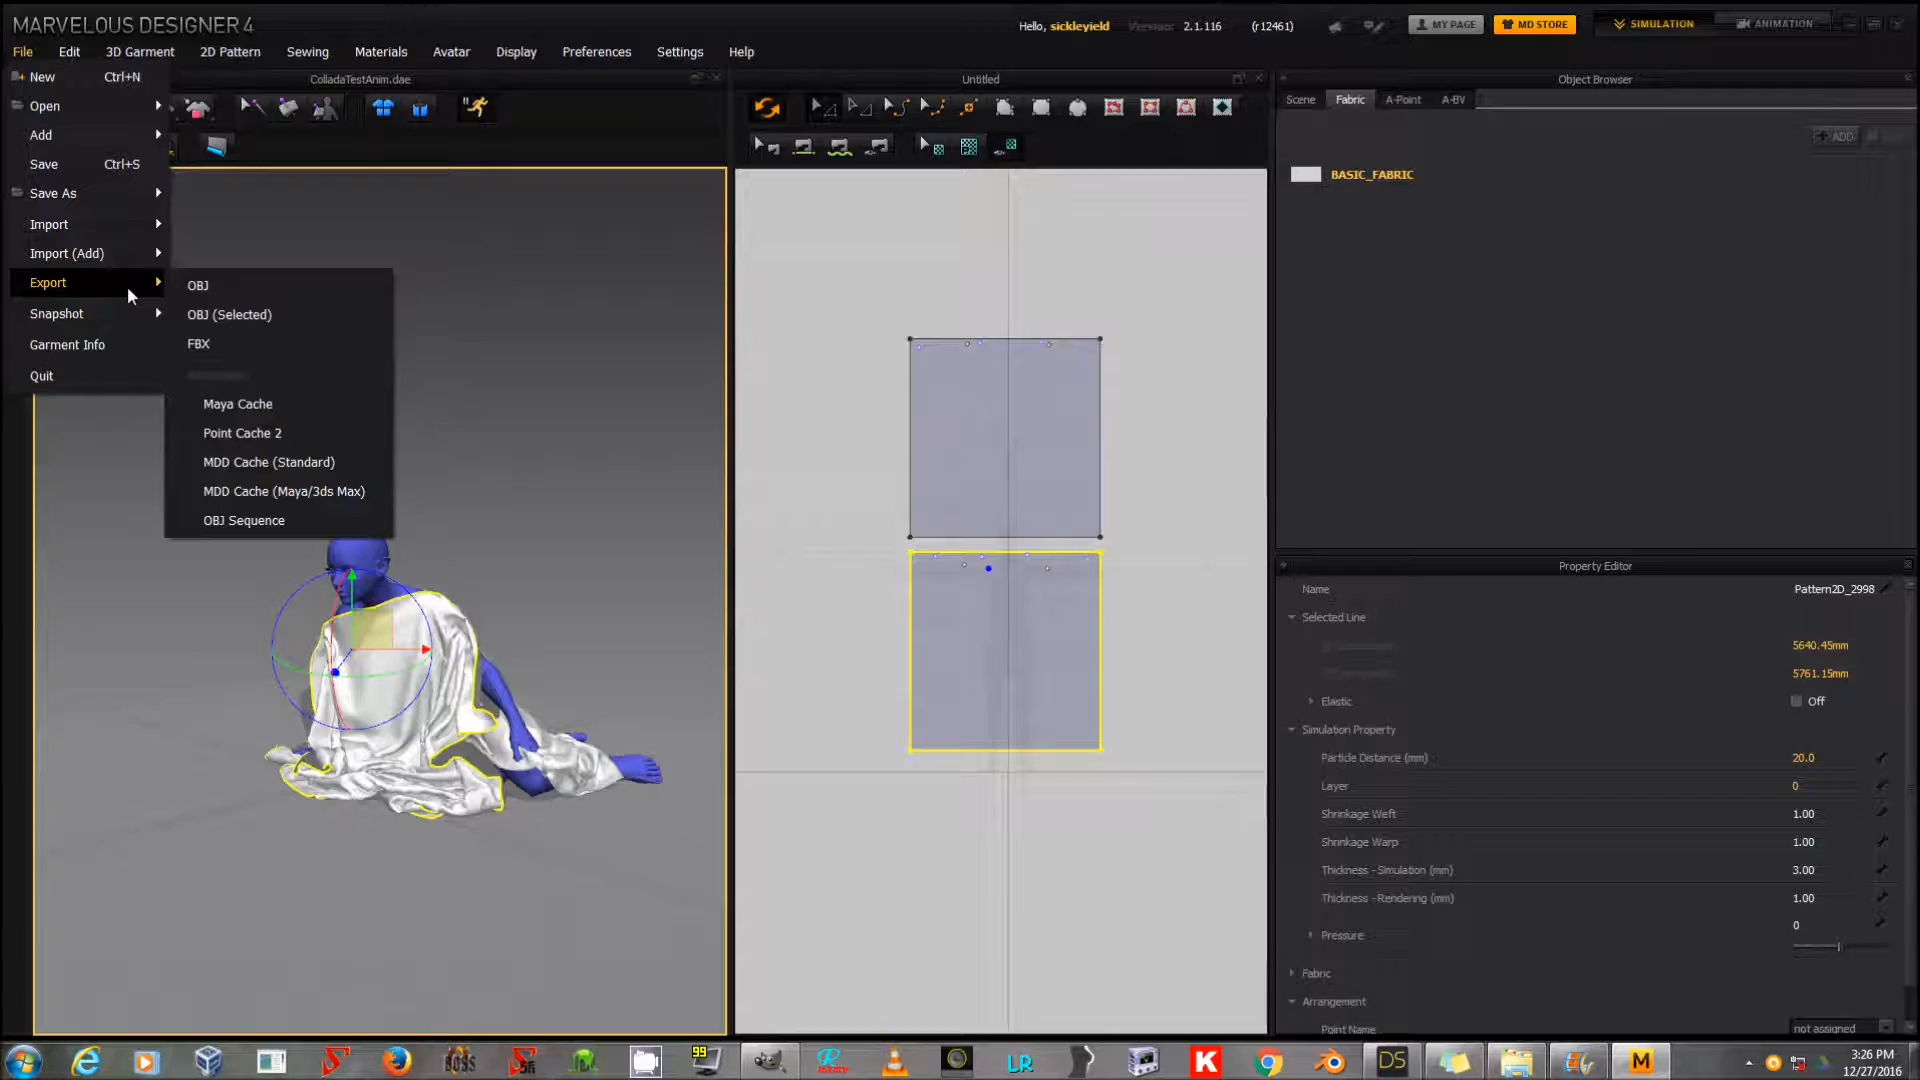 MARVELOUS DESIGNER 4
Hello, sickleyield
Version: 2.1.116 (r12461)
MY PAGE
MD STORE
SIMULATION
ANIMATION
File Edit 3D Garment 2D Pattern Sewing Materials Avatar Display Preferences Settings Help
New Ctrl+N
Open
Add
Save Ctrl+S
Save As
Import
Import (Add)
Export
Snapshot
Garment Info
Quit
OBJ
OBJ (Selected)
FBX
Maya Cache
Point Cache 2
MDD Cache (Standard)
MDD Cache (Maya/3ds Max)
OBJ Sequence
ColladaTestAnim.dae
Untitled
Object Browser
Scene Fabric A-Point A-BV
ADD
BASIC_FABRIC
Property Editor
Name Pattern2D_2998
Selected Line
5640.45mm
5761.15mm
Elastic Off
Simulation Property
Particle Distance (mm) 20.0
Layer 0
Shrinkage Weft 1.00
Shrinkage Warp 1.00
Thickness - Simulation (mm) 3.00
Thickness - Rendering (mm) 1.00
Pressure 0
Fabric
Arrangement
Point Name not assigned
BOSS
99
LR
K
DS
M
3:26 PM
12/27/2016